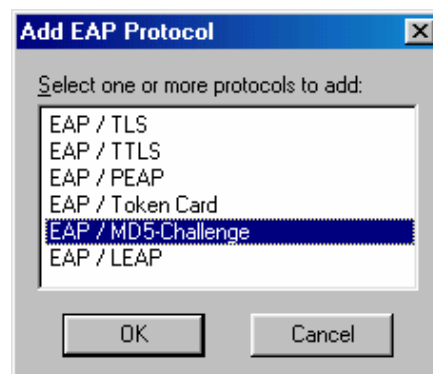 Add EAP Protocol
Select one or more protocols to add:
EAP / TLS
EAP / TTLS
EAP / PEAP
EAP / Token Card
EAP / MD5-Challenge
EAP / LEAP
OK
Cancel